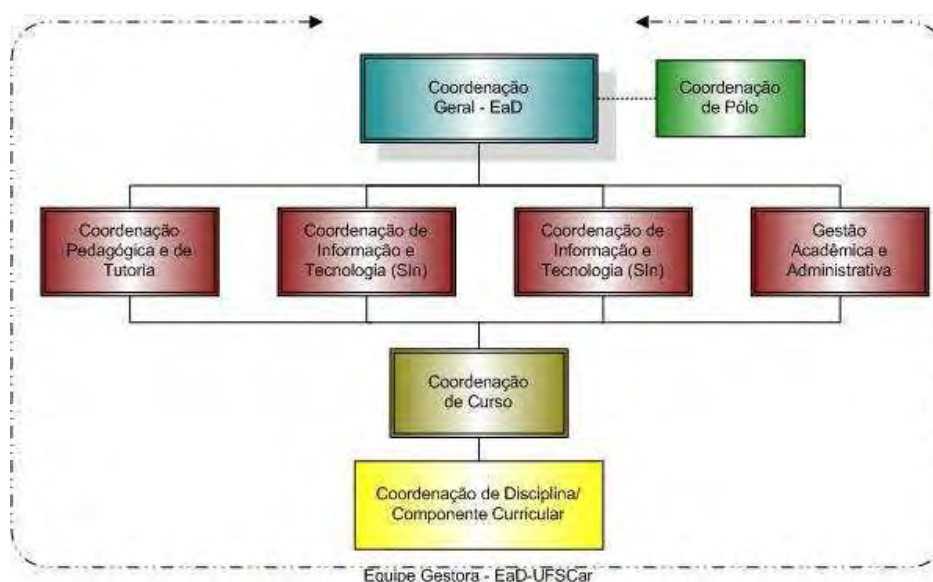 Coordenação
Geral - EaD
Coordenação
de Pólo
Coordenação
Pedagógica e de
Tutoria
Coordenação de
Informação e
Tecnologia (SIn)
Coordenação de
Informação e
Tecnologia (SIn)
Gestão
Acadêmica e
Administrativa
Coordenação
de Curso
Coordenação de Disciplina/
Componente Curricular
Equipe Gestora - EaD-UFSCar